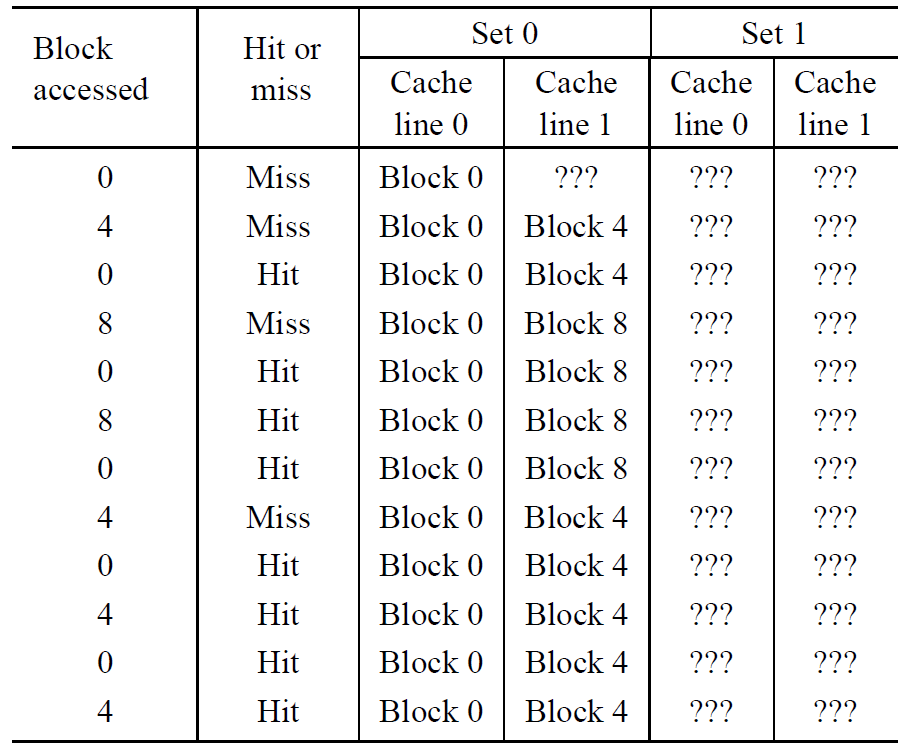 Block accessed Hit or miss Set 0 Set 1
Cache line 0 Cache line 1 Cache line 0 Cache line 1
0 Miss Block 0 ??? ??? ???
4 Miss Block 0 Block 4 ??? ???
0 Hit Block 0 Block 4 ??? ???
8 Miss Block 0 Block 8 ??? ???
0 Hit Block 0 Block 8 ??? ???
8 Hit Block 0 Block 8 ??? ???
0 Hit Block 0 Block 8 ??? ???
4 Miss Block 0 Block 4 ??? ???
0 Hit Block 0 Block 4 ??? ???
4 Hit Block 0 Block 4 ??? ???
0 Hit Block 0 Block 4 ??? ???
4 Hit Block 0 Block 4 ??? ???